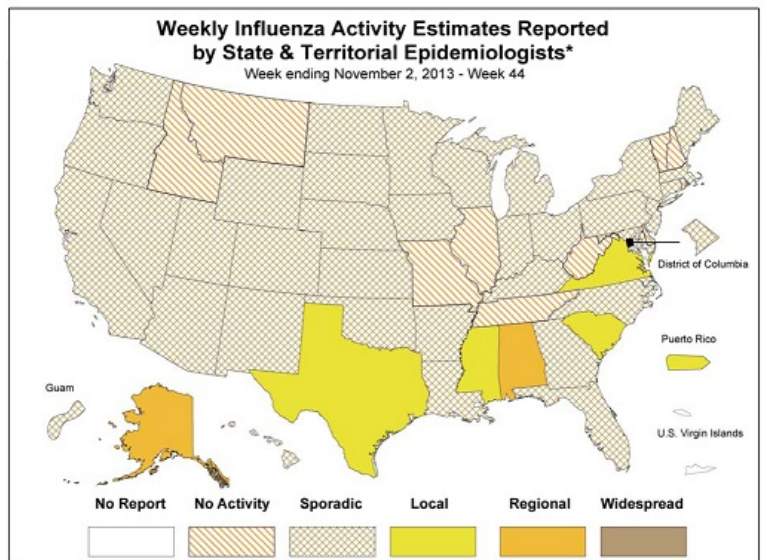 Weekly Influenza Activity Estimates Reported
by State & Territorial Epidemiologists*
Week ending November 2, 2013 - Week 44
District of Columbia
Puerto Rico
Guam
U.S. Virgin Islands
No Report No Activity Sporadic Local Regional Widespread